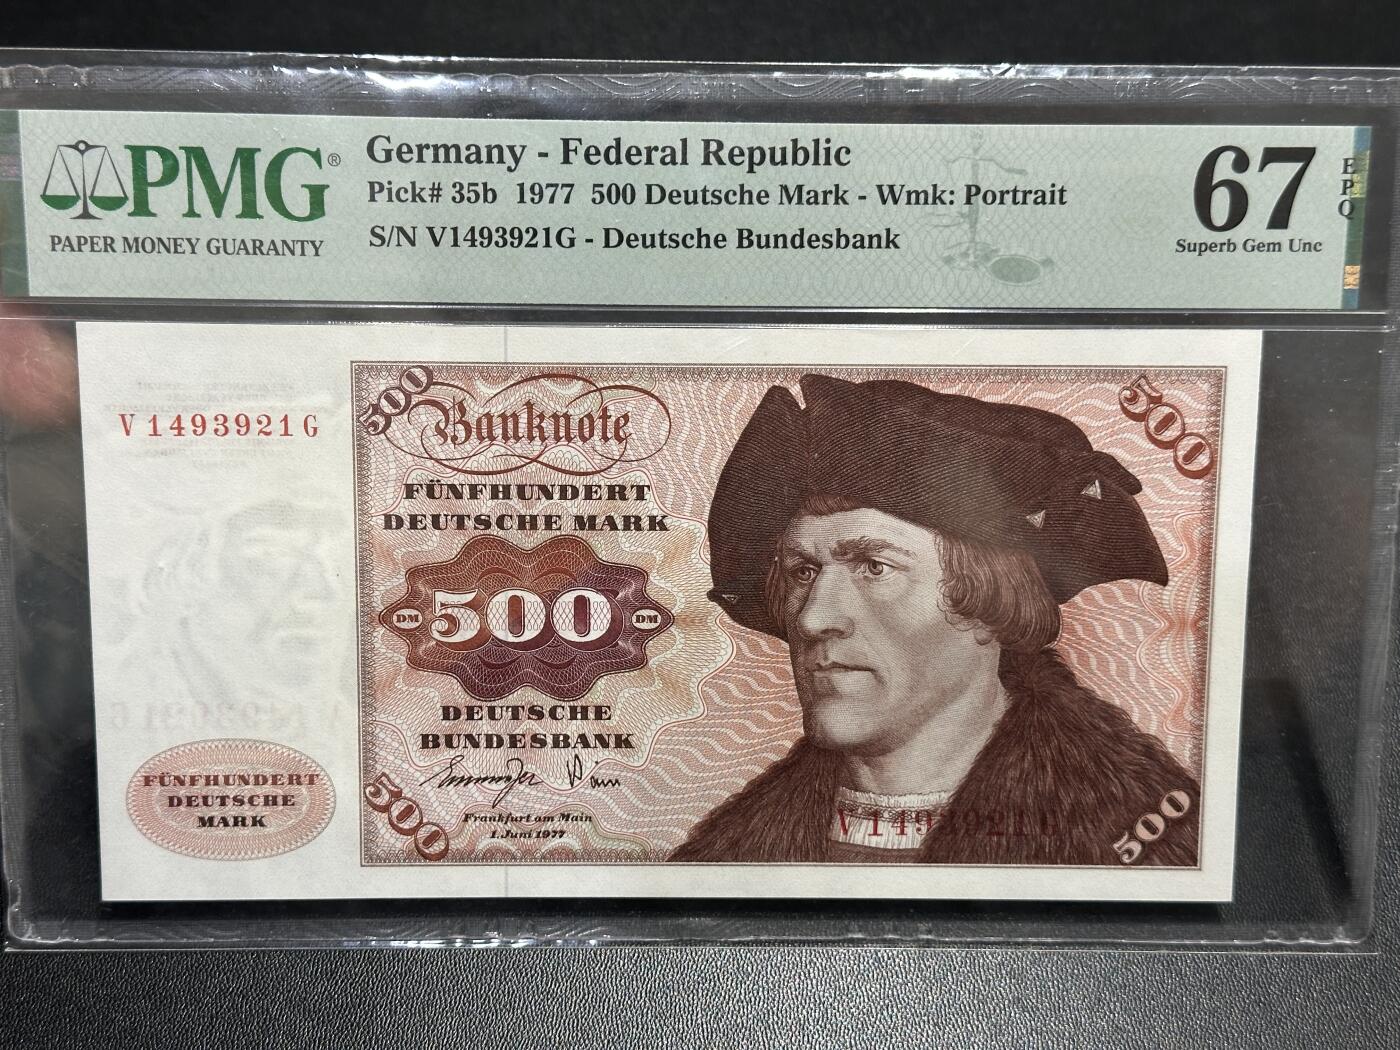 PMG®
PAPER MONEY GUARANTY
Germany - Federal Republic
Pick# 35b 1977 500 Deutsche Mark - Wmk: Portrait
S/N V1493921G - Deutsche Bundesbank
67
EPQ
Superb Gem Unc
V1493921G
500
Banknote
500
FÜNFHUNDERT
DEUTSCHE MARK
DM 500 DM
DEUTSCHE
BUNDESBANK
Frankfurt am Main
1. Juni 1977
FÜNFHUNDERT
DEUTSCHE
MARK
500
V1493921G
500